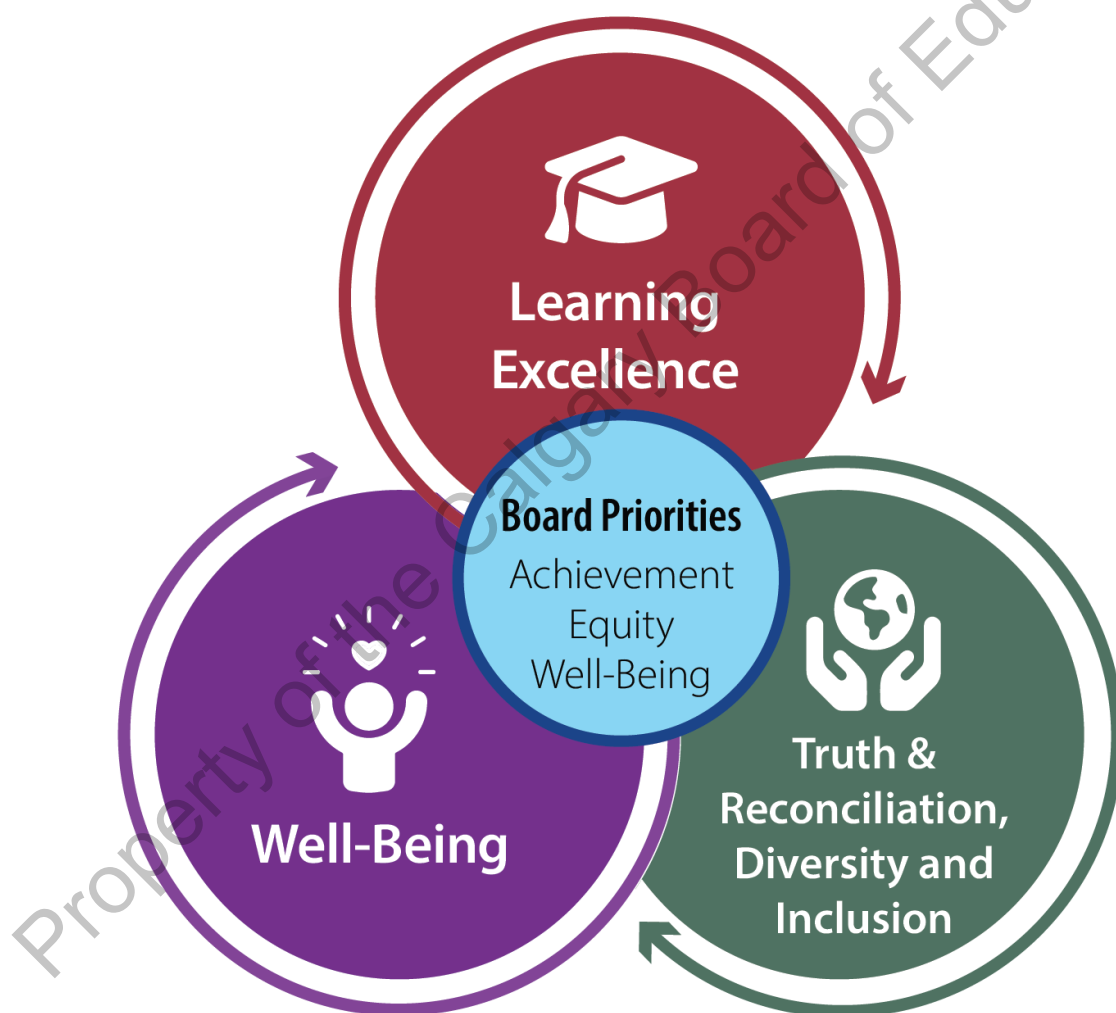 Learning
Excellence
Board Priorities
Achievement
Equity
Well-Being
Well-Being
Truth &
Reconciliation,
Diversity and
Inclusion
Property of the Calgary Board of